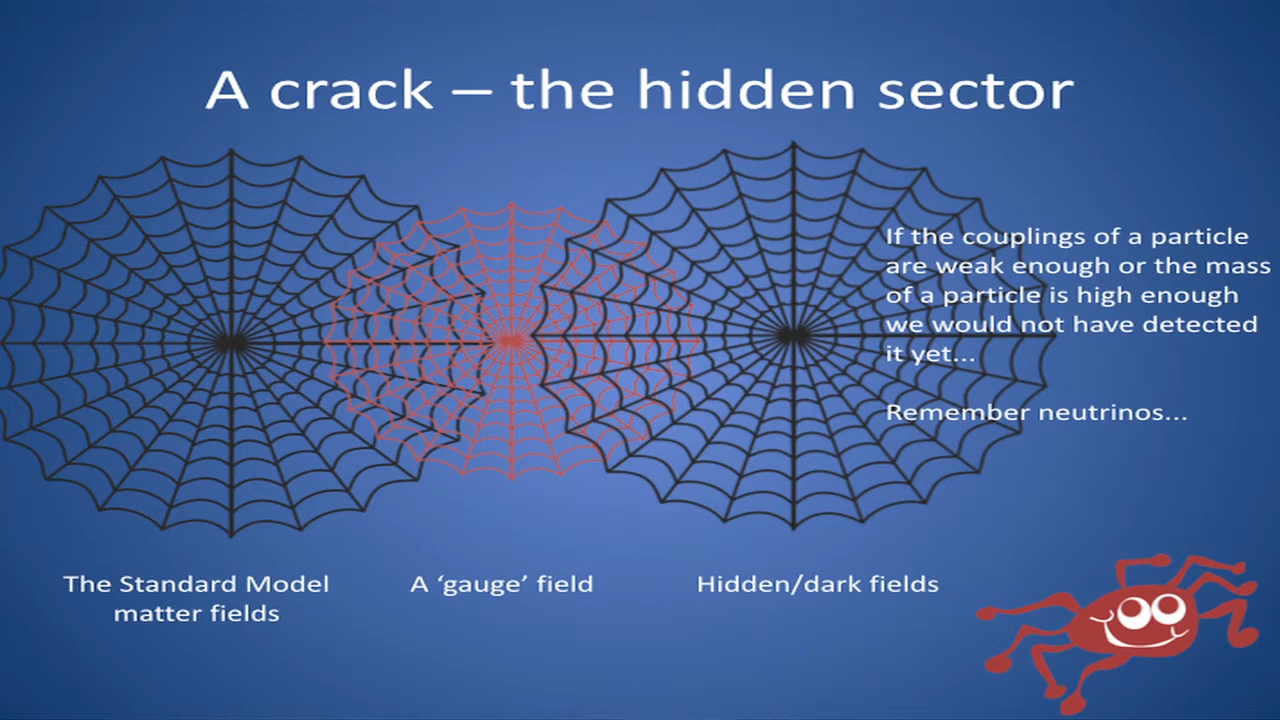 A crack – the hidden sector
If the couplings of a particle
are weak enough or the mass
of a particle is high enough
we would not have detected
it yet...
Remember neutrinos...
The Standard Model
matter fields
A ‘gauge’ field
Hidden/dark fields